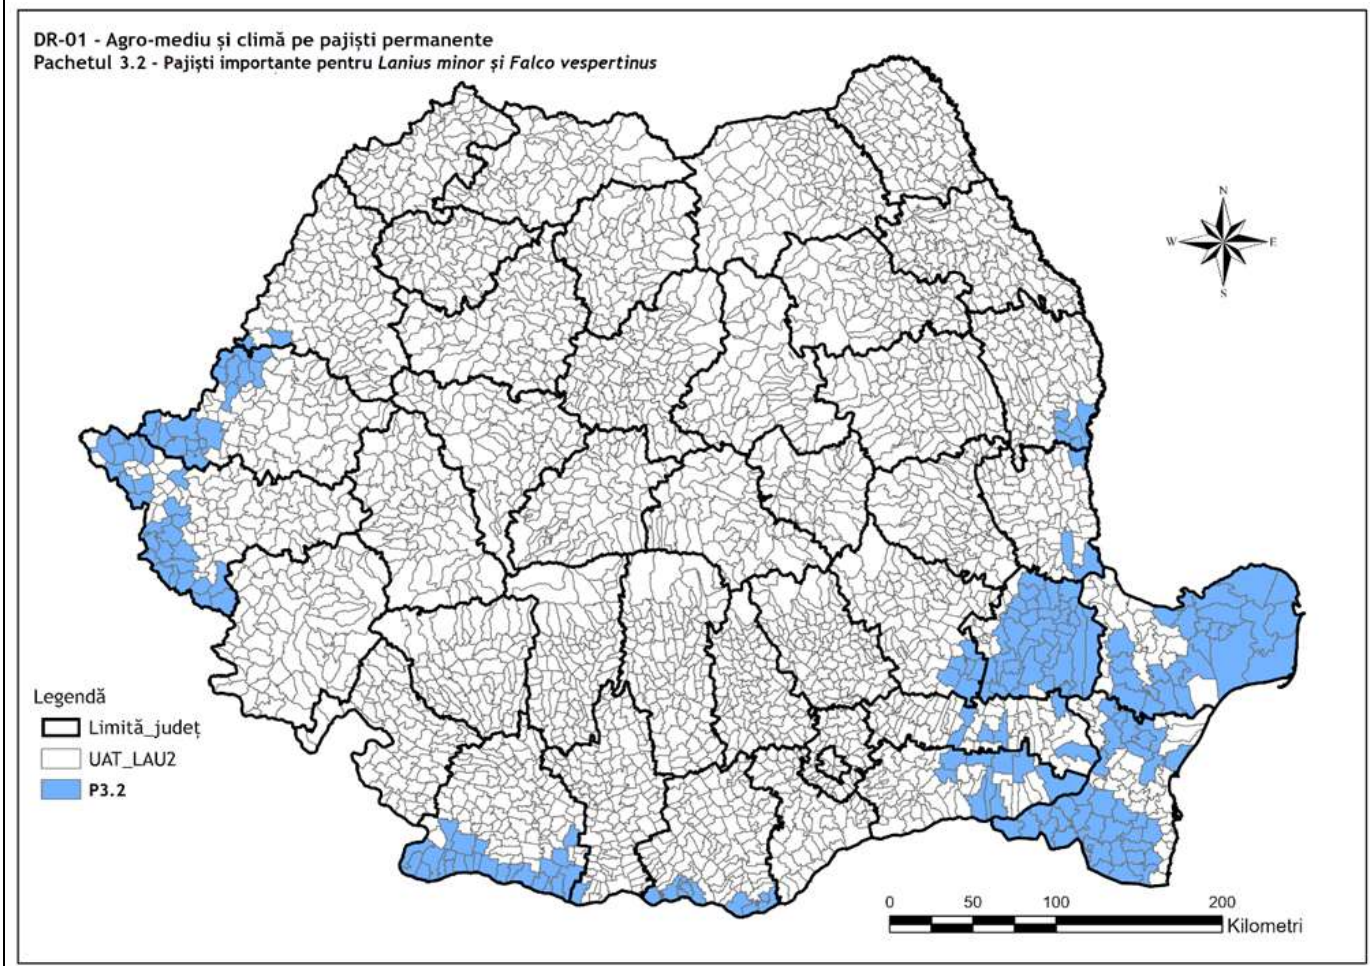 DR-01 - Agro-mediu și climă pe pajiști permanente
Pachetul 3.2 - Pajiști importante pentru Lanius minor și Falco vespertinus
N
W E
S
Legendă
Limită_județ
UAT_LAU2
P3.2
0 50 100 200
Kilometri